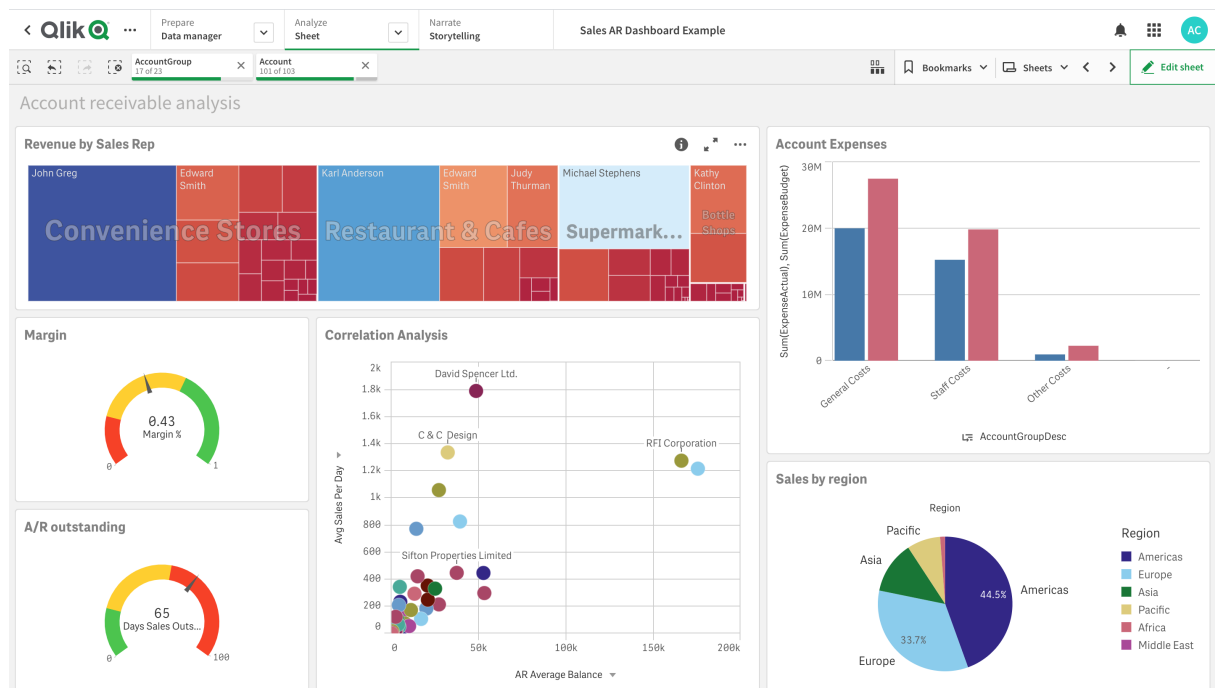 Qlik
Prepare
Data manager
Analyze
Sheet
Narrate
Storytelling
Sales AR Dashboard Example
AC
AccountGroup
17 of 23
Account
101 of 103
Bookmarks
Sheets
Edit sheet
Account receivable analysis
Revenue by Sales Rep
John Greg
Edward
Smith
Karl Anderson
Edward
Smith
Judy
Thurman
Michael Stephens
Kathy
Clinton
Convenience Stores
Restaurant & Cafes
Supermark...
Bottle
Shops
Account Expenses
Sum(ExpenseActual), Sum(ExpenseBudget)
30M
20M
10M
0
General Costs
Staff Costs
Other Costs
-
AccountGroupDesc
Margin
0.43
Margin %
0
1
A/R outstanding
65
Days Sales Outs...
0
100
Correlation Analysis
Avg Sales Per Day
2k
1.8k
1.6k
1.4k
1.2k
1k
800
600
400
200
0
David Spencer Ltd.
C & C Design
RFI Corporation
Sifton Properties Limited
0
50k
100k
150k
200k
AR Average Balance
Sales by region
Region
Pacific
Asia
Europe
Americas
44.5%
33.7%
Region
Americas
Europe
Asia
Pacific
Africa
Middle East